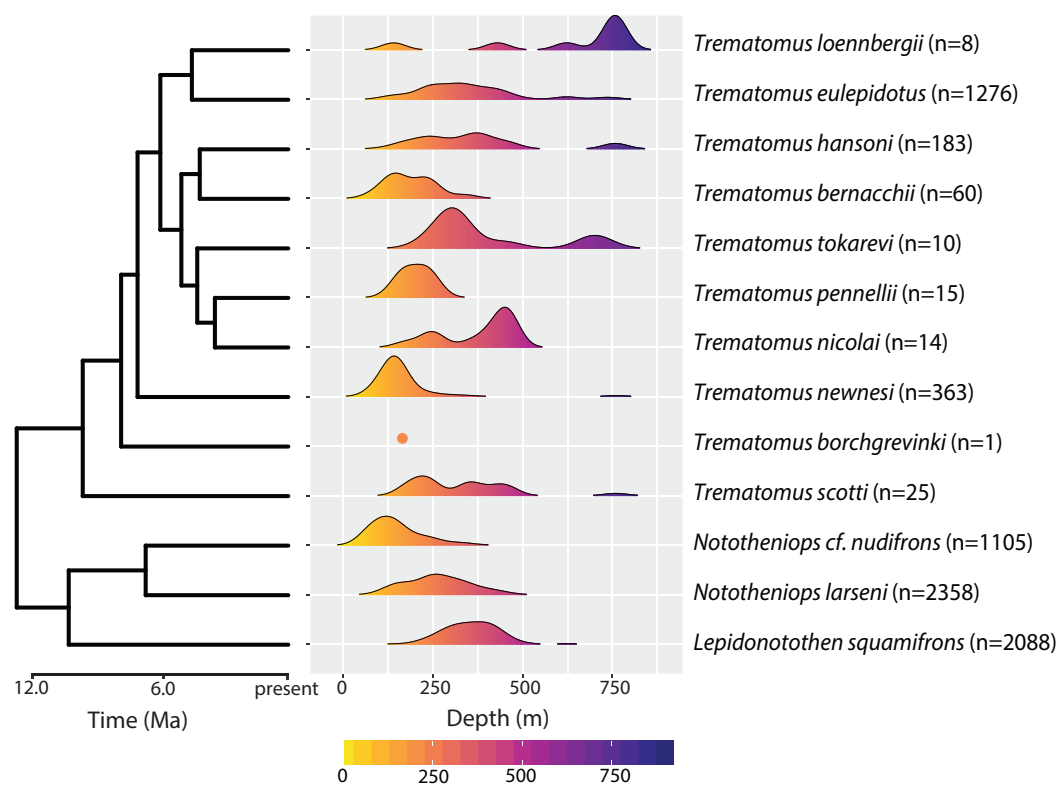 Trematomus loennbergii (n=8)
Trematomus eulepidotus (n=1276)
Trematomus hansoni (n=183)
Trematomus bernacchii (n=60)
Trematomus tokarevi (n=10)
Trematomus pennellii (n=15)
Trematomus nicolai (n=14)
Trematomus newnesi (n=363)
Trematomus borchgrevinki (n=1)
Trematomus scotti (n=25)
Nototheniops cf. nudifrons (n=1105)
Nototheniops larseni (n=2358)
Lepidonotothen squamifrons (n=2088)
12.0 6.0 present 0 250 500 750
Time (Ma) Depth (m)
0 250 500 750